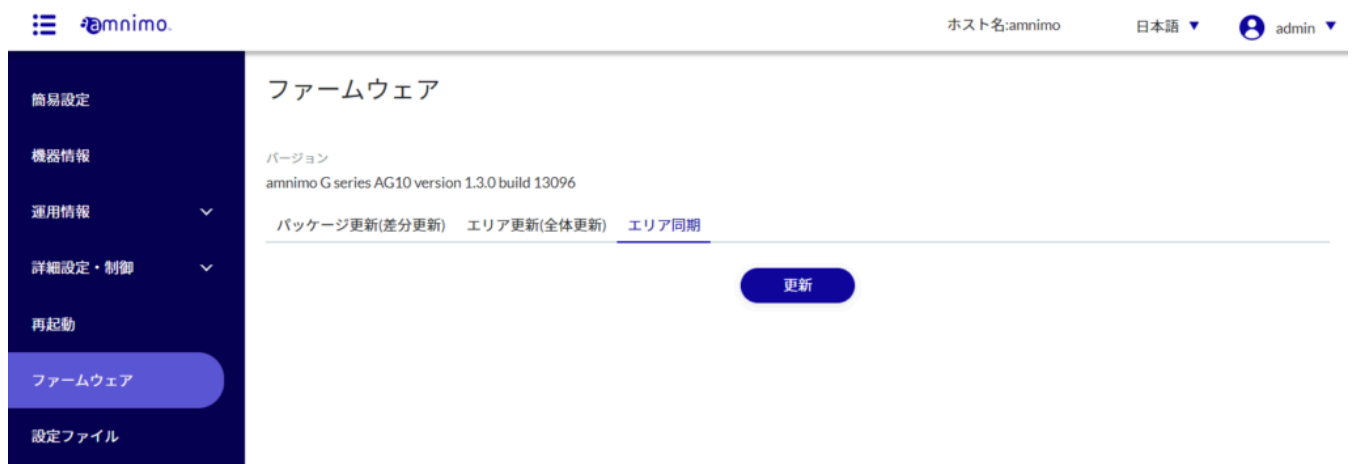 amnimo.
ホスト名:amnimo
日本語 ▼
admin ▼
簡易設定
機器情報
運用情報
詳細設定・制御
再起動
ファームウェア
設定ファイル
ファームウェア
バージョン
amnimo G series AG10 version 1.3.0 build 13096
パッケージ更新(差分更新) エリア更新(全体更新) エリア同期
更新